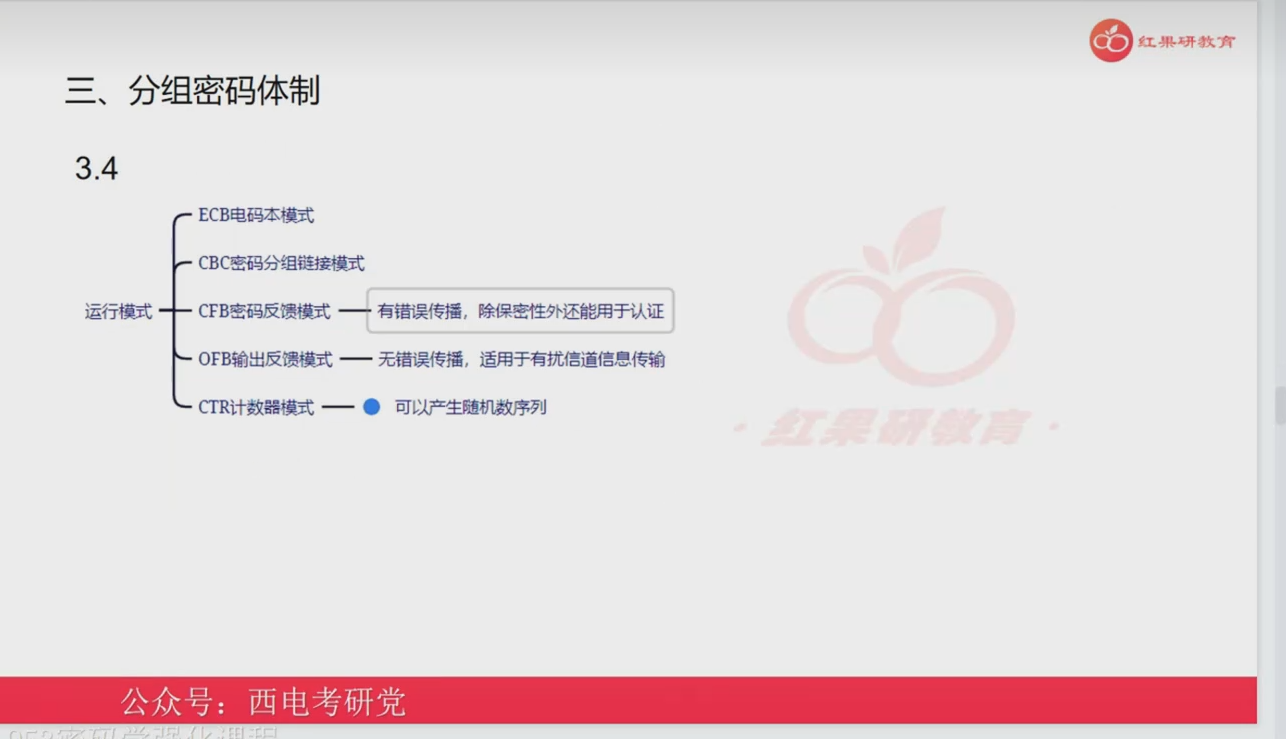 红果研教育
三、分组密码体制
3.4
ECB电码本模式
CBC密码分组链接模式
运行模式
CFB密码反馈模式
有错误传播，除保密性外还能用于认证
OFB输出反馈模式
无错误传播，适用于有扰信道信息传输
CTR计数器模式
可以产生随机数序列
·红果研教育·
公众号：西电考研党